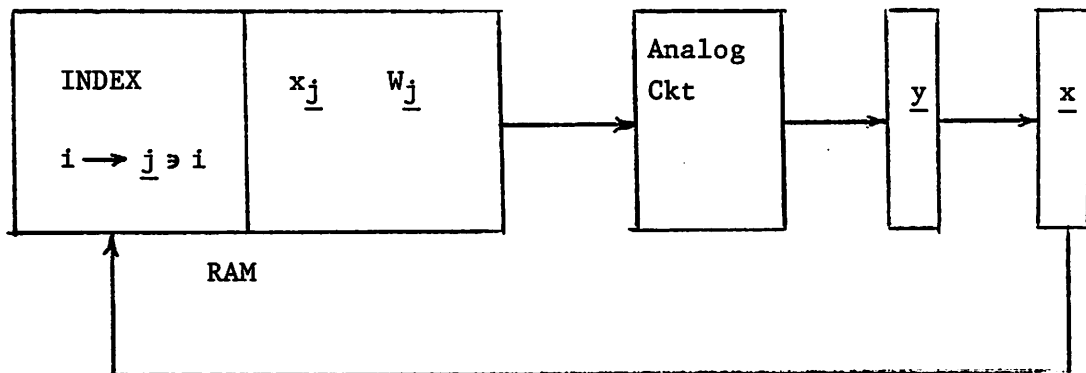 INDEX
i → j ∍ i
x_j W_j
RAM
Analog
Ckt
y
x